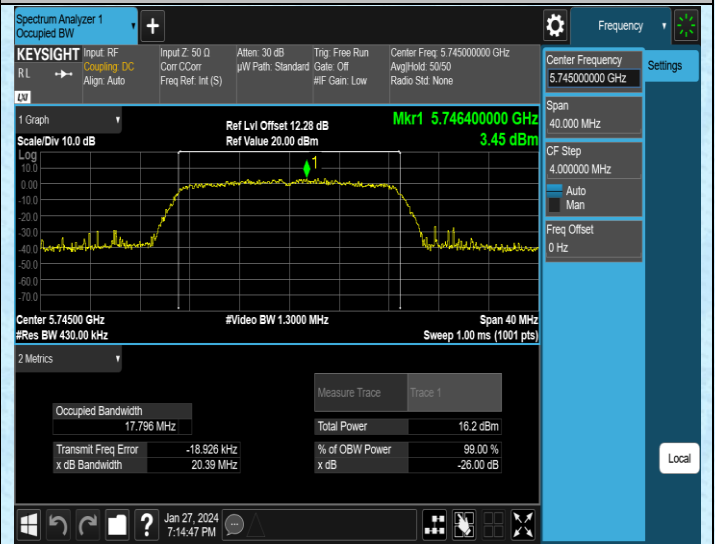 Spectrum Analyzer 1
Occupied BW
+
Frequency
KEYSIGHT
RL
LXI
Input: RF
Coupling: DC
Align: Auto
Input Z: 50 Ω
Corr CCorr
Freq Ref: Int (S)
Atten: 30 dB
µW Path: Standard
Trig: Free Run
Gate: Off
#IF Gain: Low
Center Freq: 5.745000000 GHz
Avg|Hold: 50/50
Radio Std: None
Center Frequency
5.745000000 GHz
Settings
Span
40.000 MHz
CF Step
4.000000 MHz
Auto
Man
Freq Offset
0 Hz
Local
1 Graph
Scale/Div 10.0 dB
Ref Lvl Offset 12.28 dB
Ref Value 20.00 dBm
Mkr1 5.746400000 GHz
3.45 dBm
Log
10.0
0.00
-10.0
-20.0
-30.0
-40.0
-50.0
-60.0
-70.0
1
Center 5.74500 GHz
#Res BW 430.00 kHz
#Video BW 1.3000 MHz
Span 40 MHz
Sweep 1.00 ms (1001 pts)
2 Metrics
Measure Trace Trace 1
Occupied Bandwidth
17.796 MHz
Total Power 16.2 dBm
Transmit Freq Error -18.926 kHz
% of OBW Power 99.00 %
x dB Bandwidth 20.39 MHz
x dB -26.00 dB
?
Jan 27, 2024
7:14:47 PM